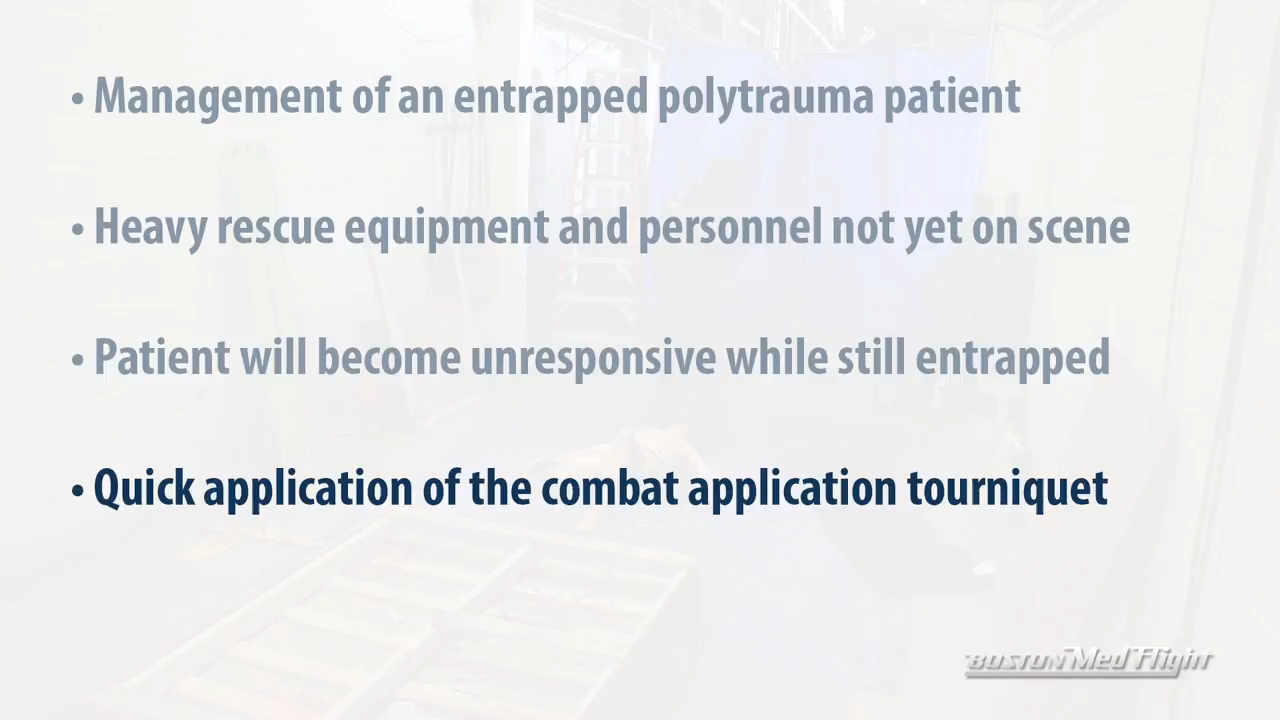 • Management of an entrapped polytrauma patient
• Heavy rescue equipment and personnel not yet on scene
• Patient will become unresponsive while still entrapped
• Quick application of the combat application tourniquet
BOSTON MedFlight